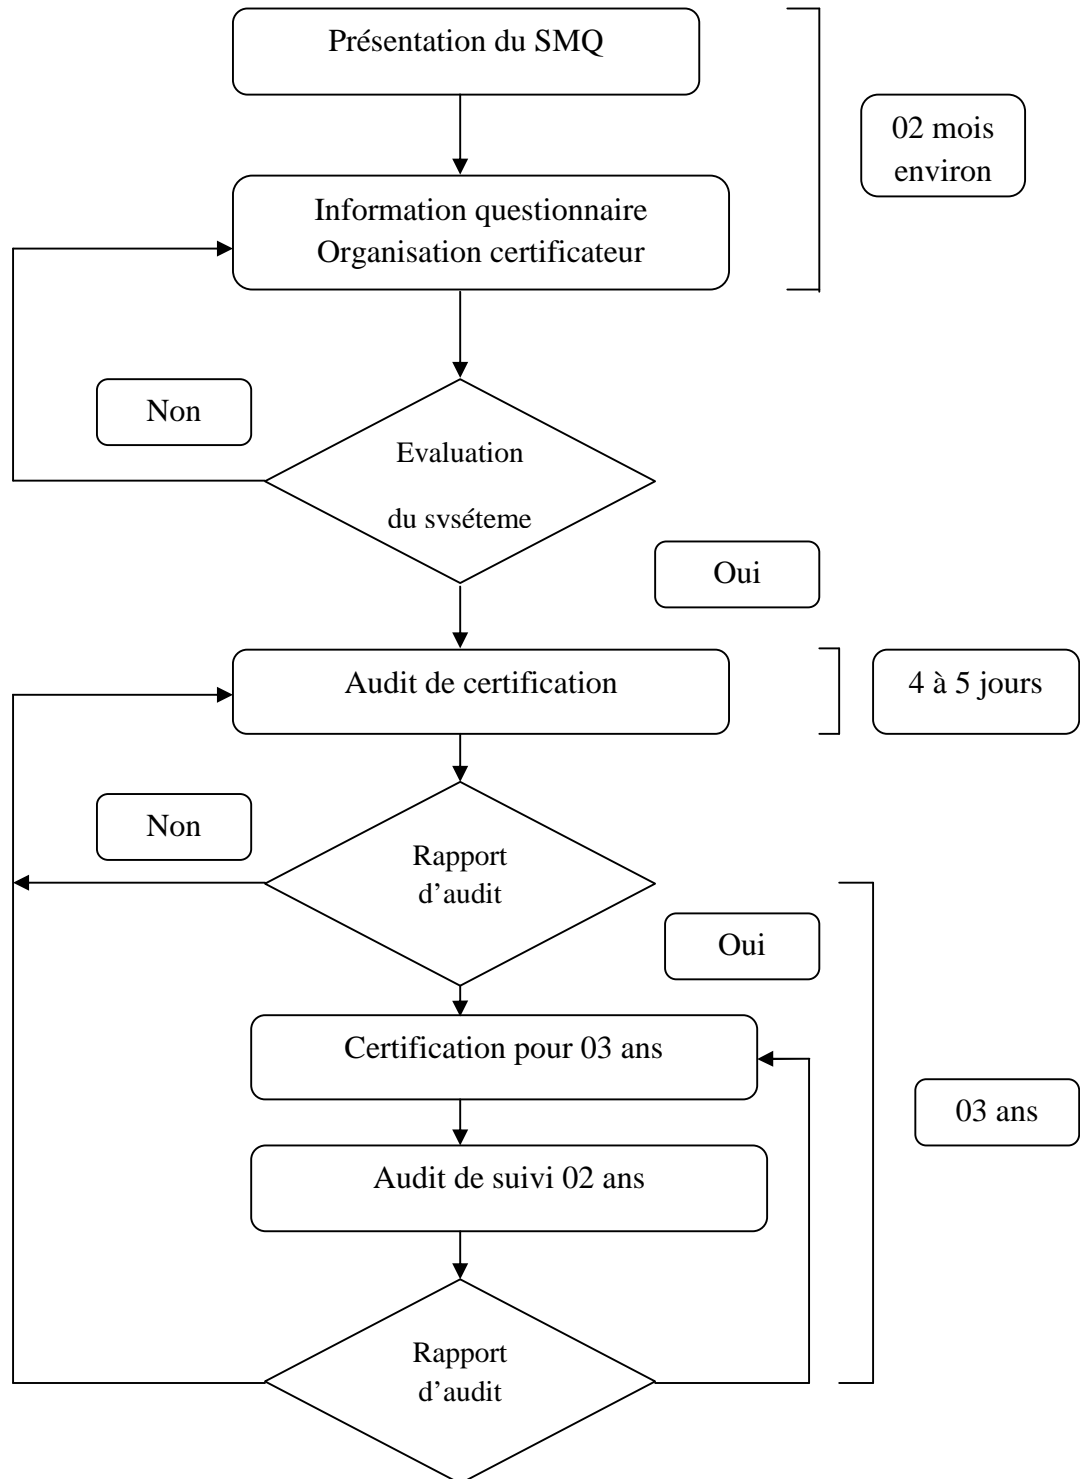 Présentation du SMQ
02 mois
environ
Information questionnaire
Organisation certificateur
Non
Evaluation
du svséteme
Oui
Audit de certification
4 à 5 jours
Non
Rapport
d’audit
Oui
Certification pour 03 ans
03 ans
Audit de suivi 02 ans
Rapport
d’audit